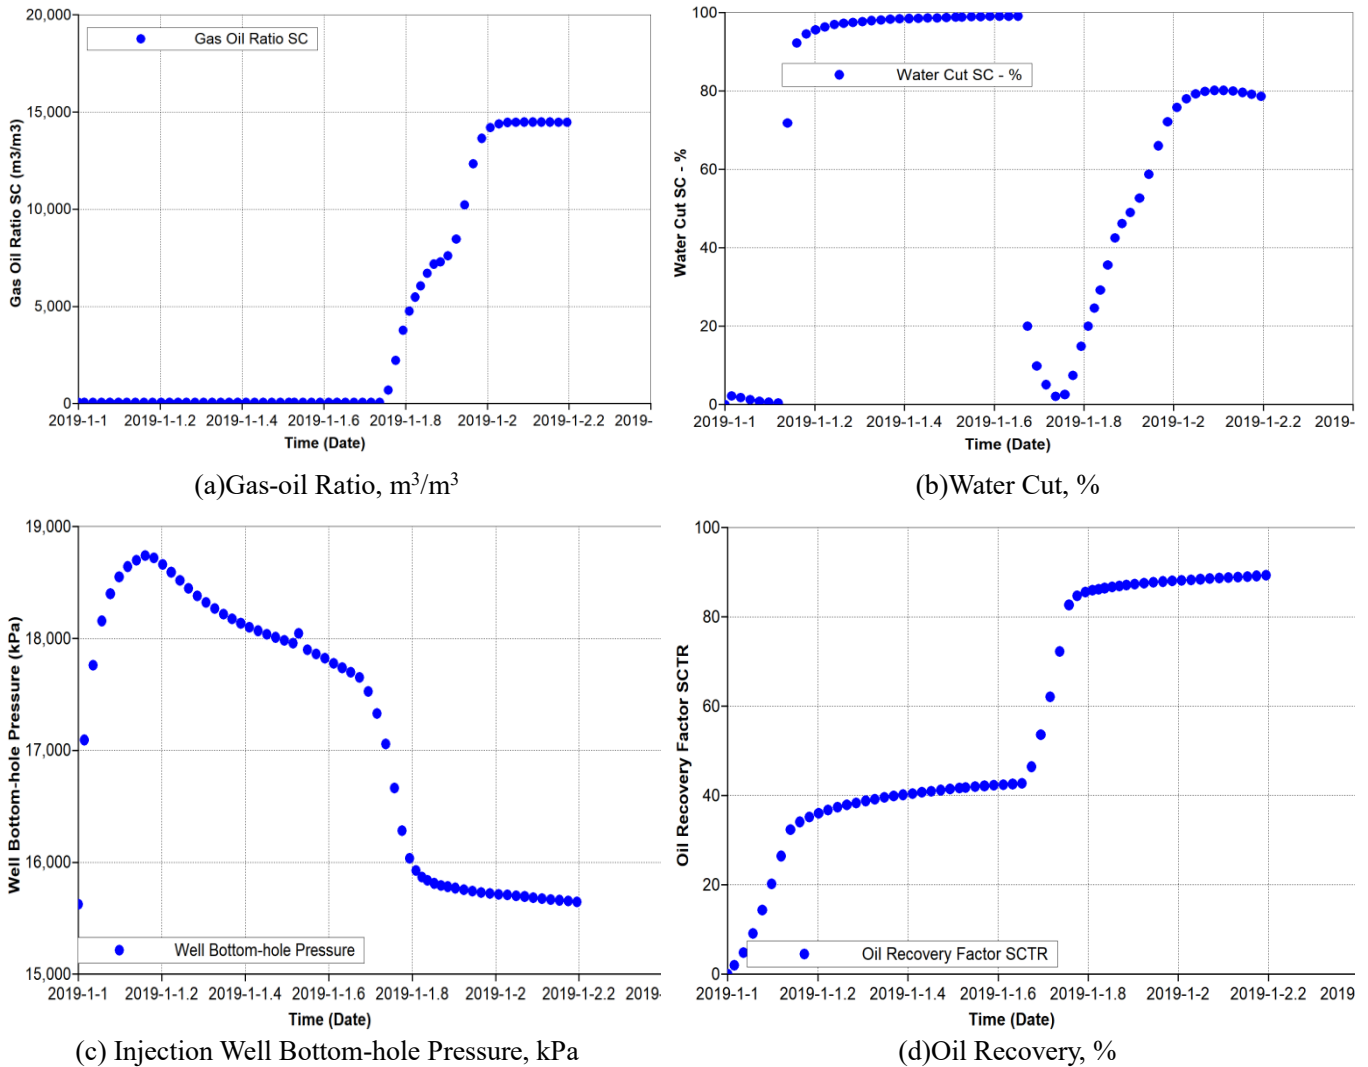 20,000
15,000
10,000
5,000
0
Gas Oil Ratio SC (m3/m3)
Gas Oil Ratio SC
2019-1-1 2019-1-1.2 2019-1-1.4 2019-1-1.6 2019-1-1.8 2019-1-2 2019-1-2.2 2019-
Time (Date)
(a)Gas-oil Ratio, m³/m³
100
80
60
40
20
0
Water Cut SC - %
Water Cut SC - %
2019-1-1 2019-1-1.2 2019-1-1.4 2019-1-1.6 2019-1-1.8 2019-1-2 2019-1-2.2 2019-
Time (Date)
(b)Water Cut, %
19,000
18,000
17,000
16,000
15,000
Well Bottom-hole Pressure (kPa)
Well Bottom-hole Pressure
2019-1-1 2019-1-1.2 2019-1-1.4 2019-1-1.6 2019-1-1.8 2019-1-2 2019-1-2.2 2019-
Time (Date)
(c) Injection Well Bottom-hole Pressure, kPa
100
80
60
40
20
0
Oil Recovery Factor SCTR
Oil Recovery Factor SCTR
2019-1-1 2019-1-1.2 2019-1-1.4 2019-1-1.6 2019-1-1.8 2019-1-2 2019-1-2.2 2019
Time (Date)
(d)Oil Recovery, %